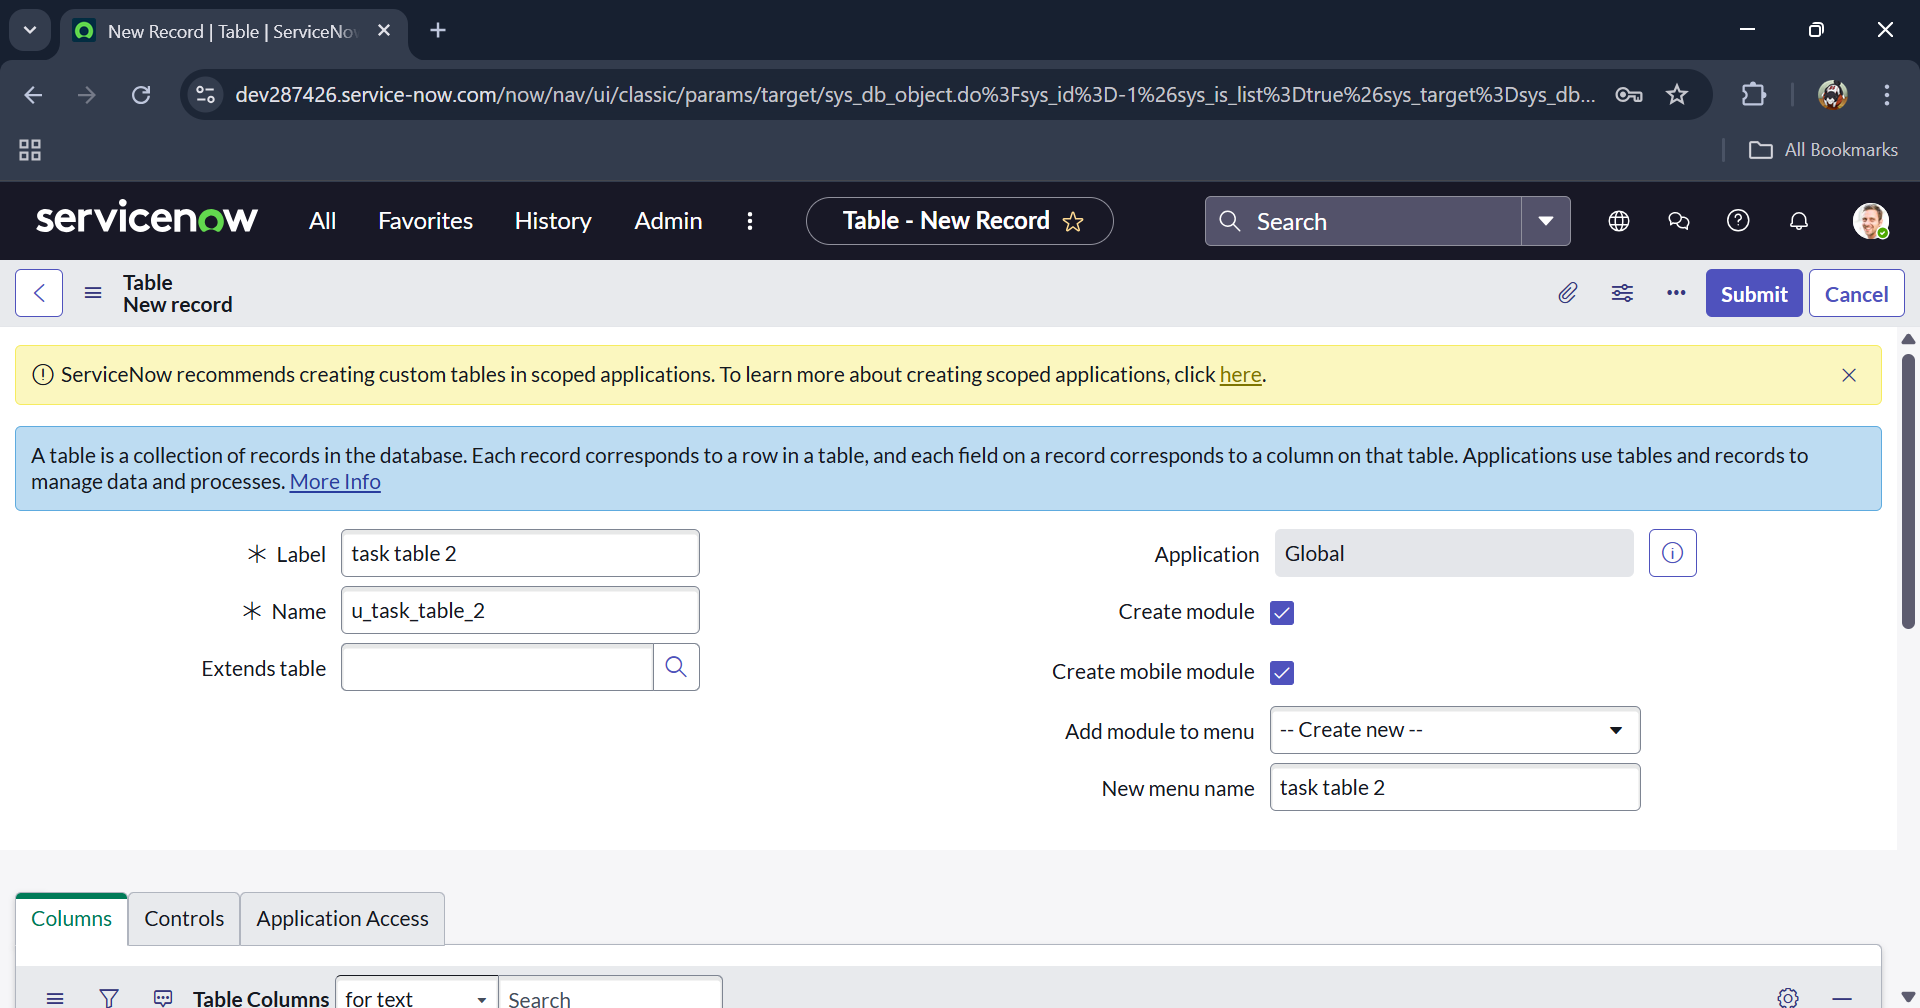 New Record | Table | ServiceNo
dev287426.service-now.com/now/nav/ui/classic/params/target/sys_db_object.do%3Fsys_id%3D-1%26sys_is_list%3Dtrue%26sys_target%3Dsys_db...
All Bookmarks
servicenow All Favorites History Admin Table - New Record Search
Table
New record
Submit Cancel
ServiceNow recommends creating custom tables in scoped applications. To learn more about creating scoped applications, click here.
A table is a collection of records in the database. Each record corresponds to a row in a table, and each field on a record corresponds to a column on that table. Applications use tables and records to
manage data and processes. More Info
Label task table 2 Application Global
Name u_task_table_2 Create module
Extends table Create mobile module
Add module to menu -- Create new --
New menu name task table 2
Columns Controls Application Access
Table Columns for text Search